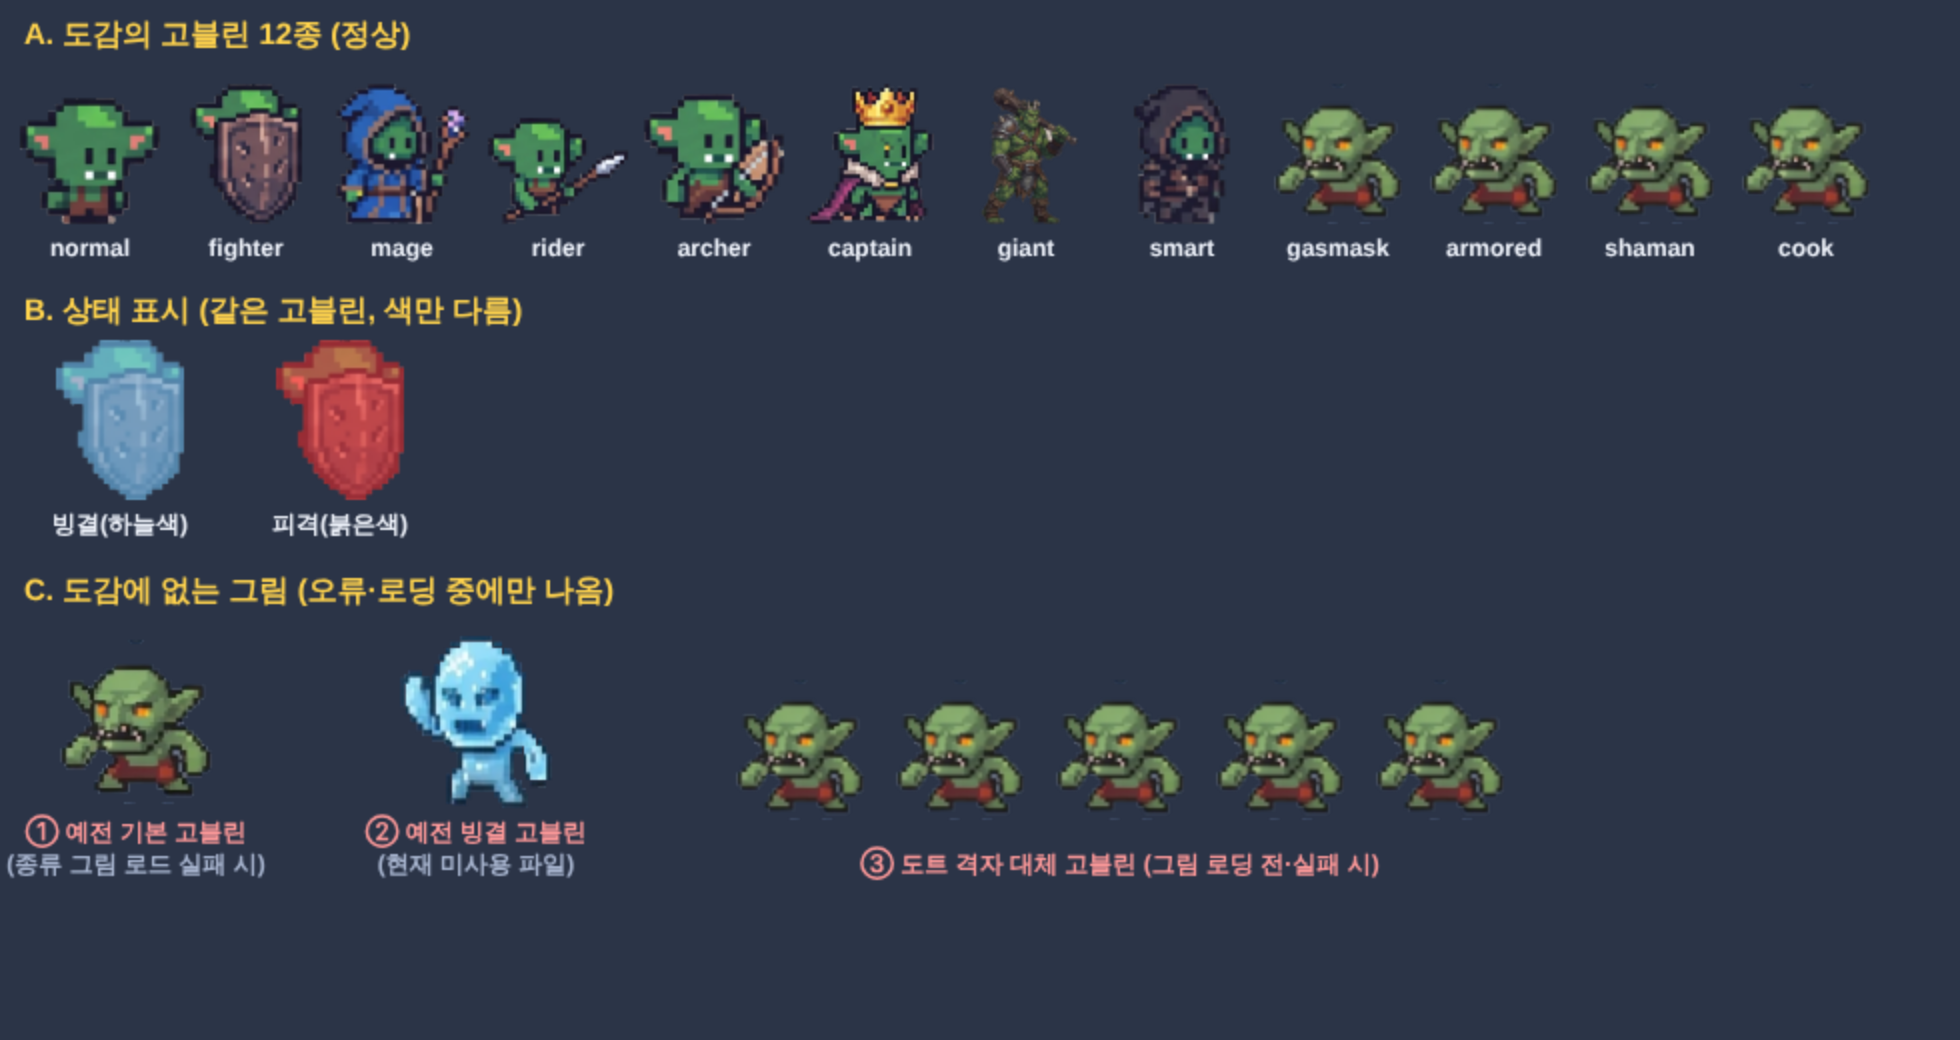 A. 도감의 고블린 12종 (정상)
normal fighter mage rider archer captain giant smart gasmask armored shaman cook
B. 상태 표시 (같은 고블린, 색만 다름)
빙결(하늘색) 피격(붉은색)
C. 도감에 없는 그림 (오류·로딩 중에만 나옴)
① 예전 기본 고블린 ② 예전 빙결 고블린
(종류 그림 로드 실패 시) (현재 미사용 파일) ③ 도트 격자 대체 고블린 (그림 로딩 전·실패 시)